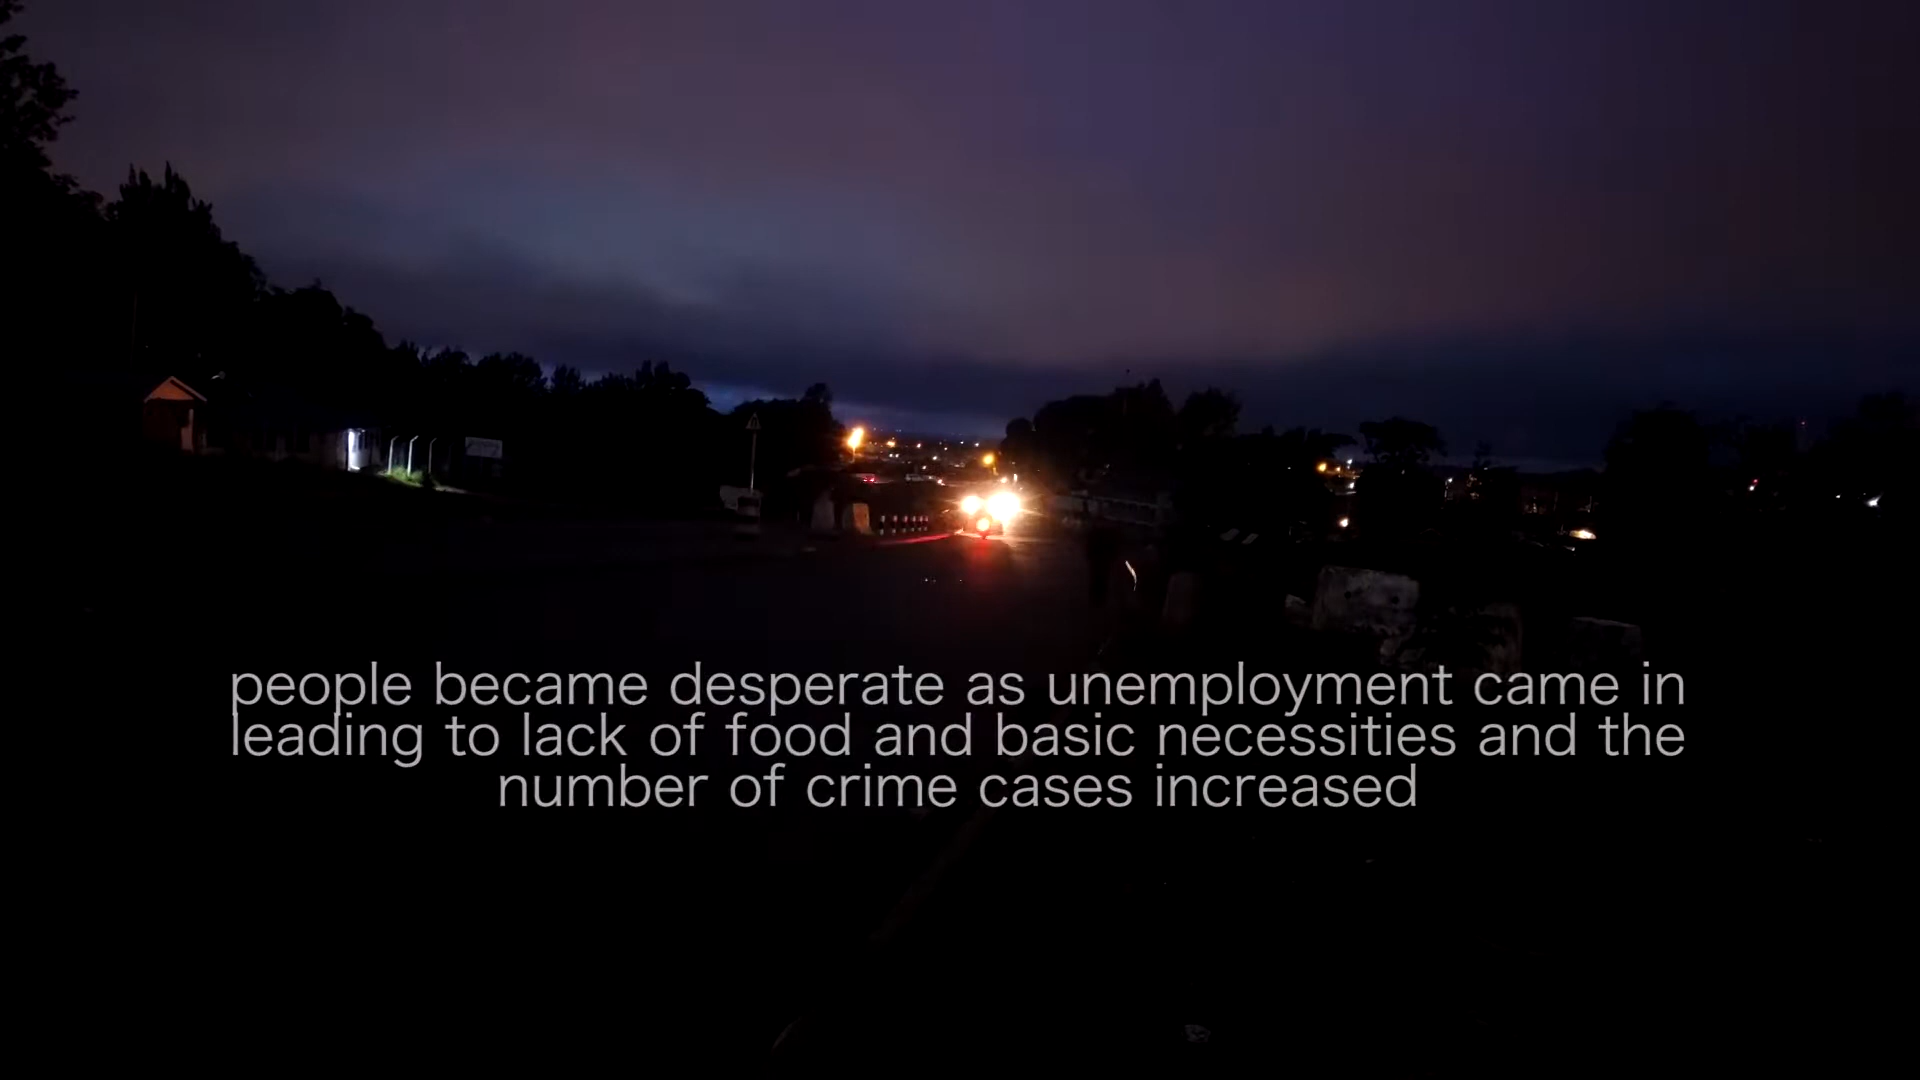 people became desperate as unemployment came in
leading to lack of food and basic necessities and the
number of crime cases increased